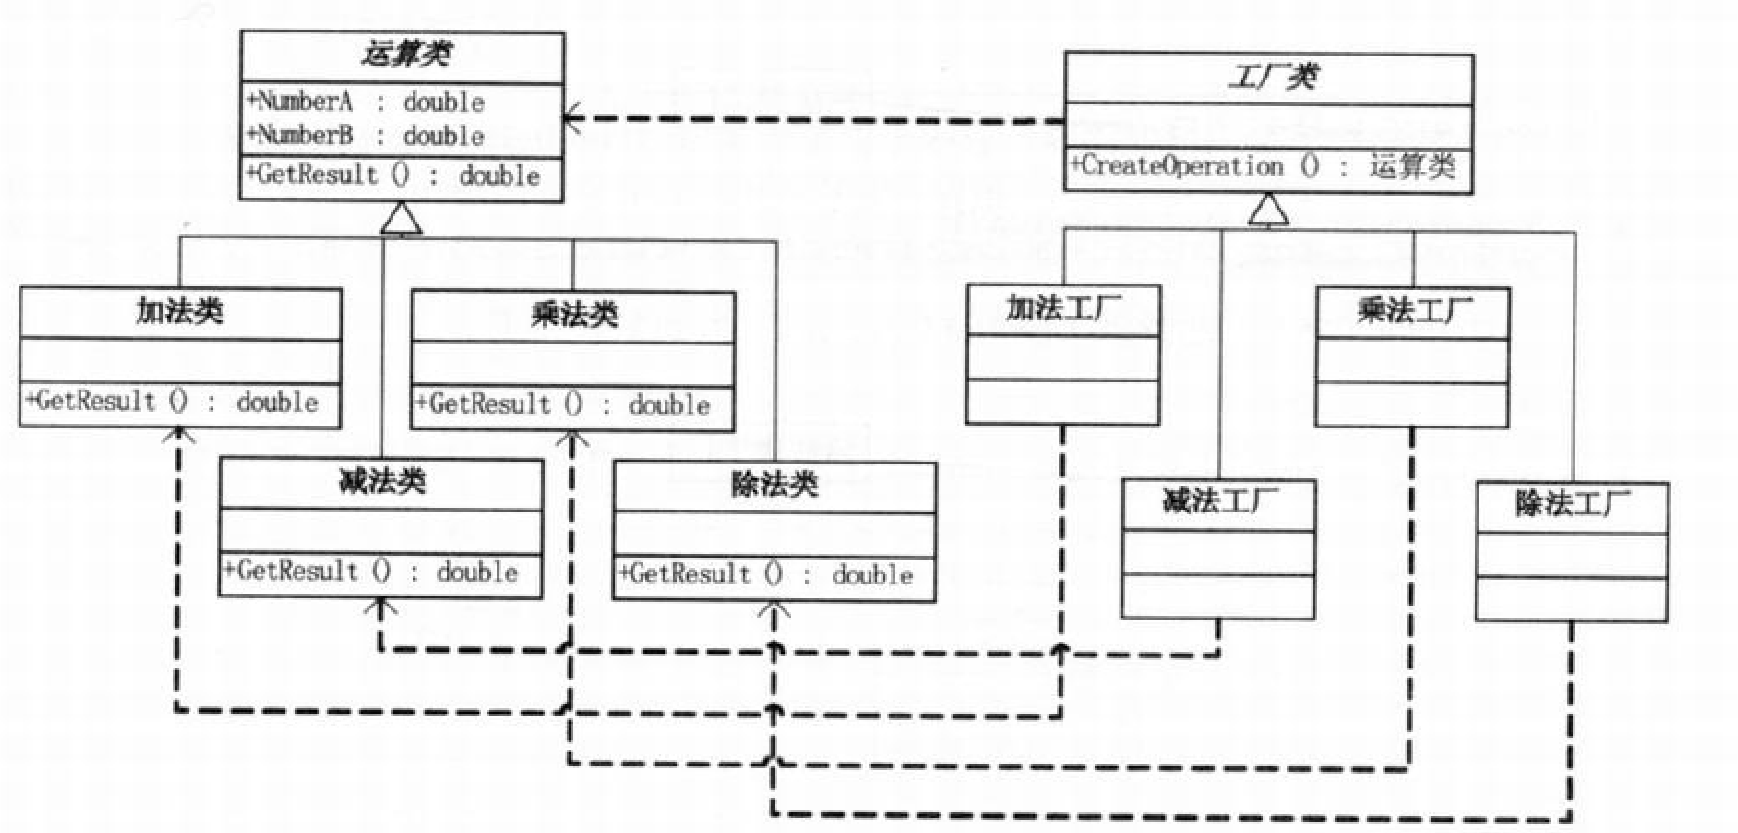 运算类
+NumberA : double
+NumberB : double
+GetResult () : double
工厂类
+CreateOperation () : 运算类
加法类
+GetResult () : double
乘法类
+GetResult () : double
减法类
+GetResult () : double
除法类
+GetResult () : double
加法工厂
乘法工厂
减法工厂
除法工厂